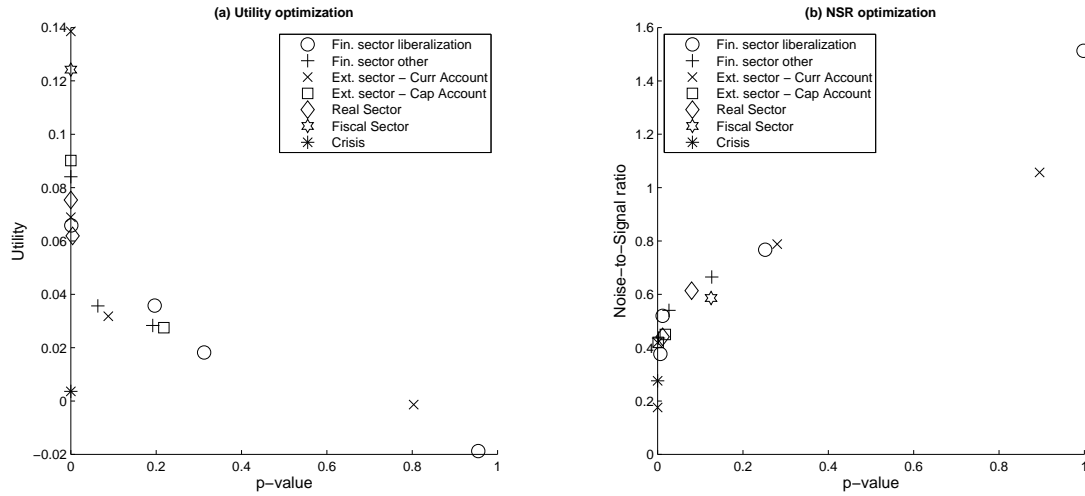 (a) Utility optimization
0.14
0.12
0.1
0.08
0.06
0.04
0.02
0
−0.02
Utility
0
0.2
0.4
0.6
0.8
1
p−value
Fin. sector liberalization
Fin. sector other
Ext. sector − Curr Account
Ext. sector − Cap Account
Real Sector
Fiscal Sector
Crisis
(b) NSR optimization
1.6
1.4
1.2
1
0.8
0.6
0.4
0.2
0
Noise−to−Signal ratio
0
0.2
0.4
0.6
0.8
1
p−value
Fin. sector liberalization
Fin. sector other
Ext. sector − Curr Account
Ext. sector − Cap Account
Real Sector
Fiscal Sector
Crisis